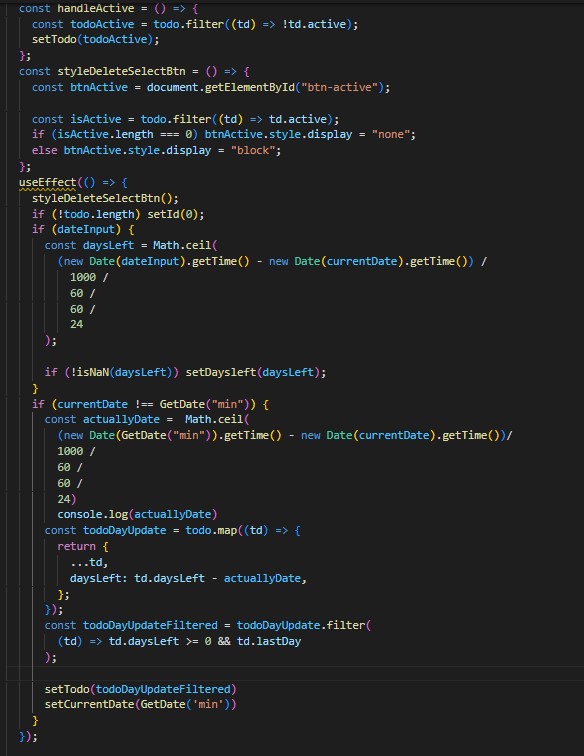 const handleActive = () => {
const todoActive = todo.filter((td) => !td.active);
setTodo(todoActive);
};
const styleDeleteSelectBtn = () => {
const btnActive = document.getElementById("btn-active");
const isActive = todo.filter((td) => td.active);
if (isActive.length === 0) btnActive.style.display = "none";
else btnActive.style.display = "block";
};
useEffect(() => {
styleDeleteSelectBtn();
if (!todo.length) setId(0);
if (dateInput) {
const daysLeft = Math.ceil(
(new Date(dateInput).getTime() - new Date(currentDate).getTime()) /
1000 /
60 /
60 /
24
);
if (!isNaN(daysLeft)) setDaysleft(daysLeft);
}
if (currentDate !== GetDate("min")) {
const actuallyDate =  Math.ceil(
(new Date(GetDate("min")).getTime() - new Date(currentDate).getTime())/
1000 /
60 /
60 /
24)
console.log(actuallyDate)
const todoDayUpdate = todo.map((td) => {
return {
...td,
daysLeft: td.daysLeft - actuallyDate,
};
});
const todoDayUpdateFiltered = todoDayUpdate.filter(
(td) => td.daysLeft >= 0 && td.lastDay
);
setTodo(todoDayUpdateFiltered)
setCurrentDate(GetDate('min'))
}
});